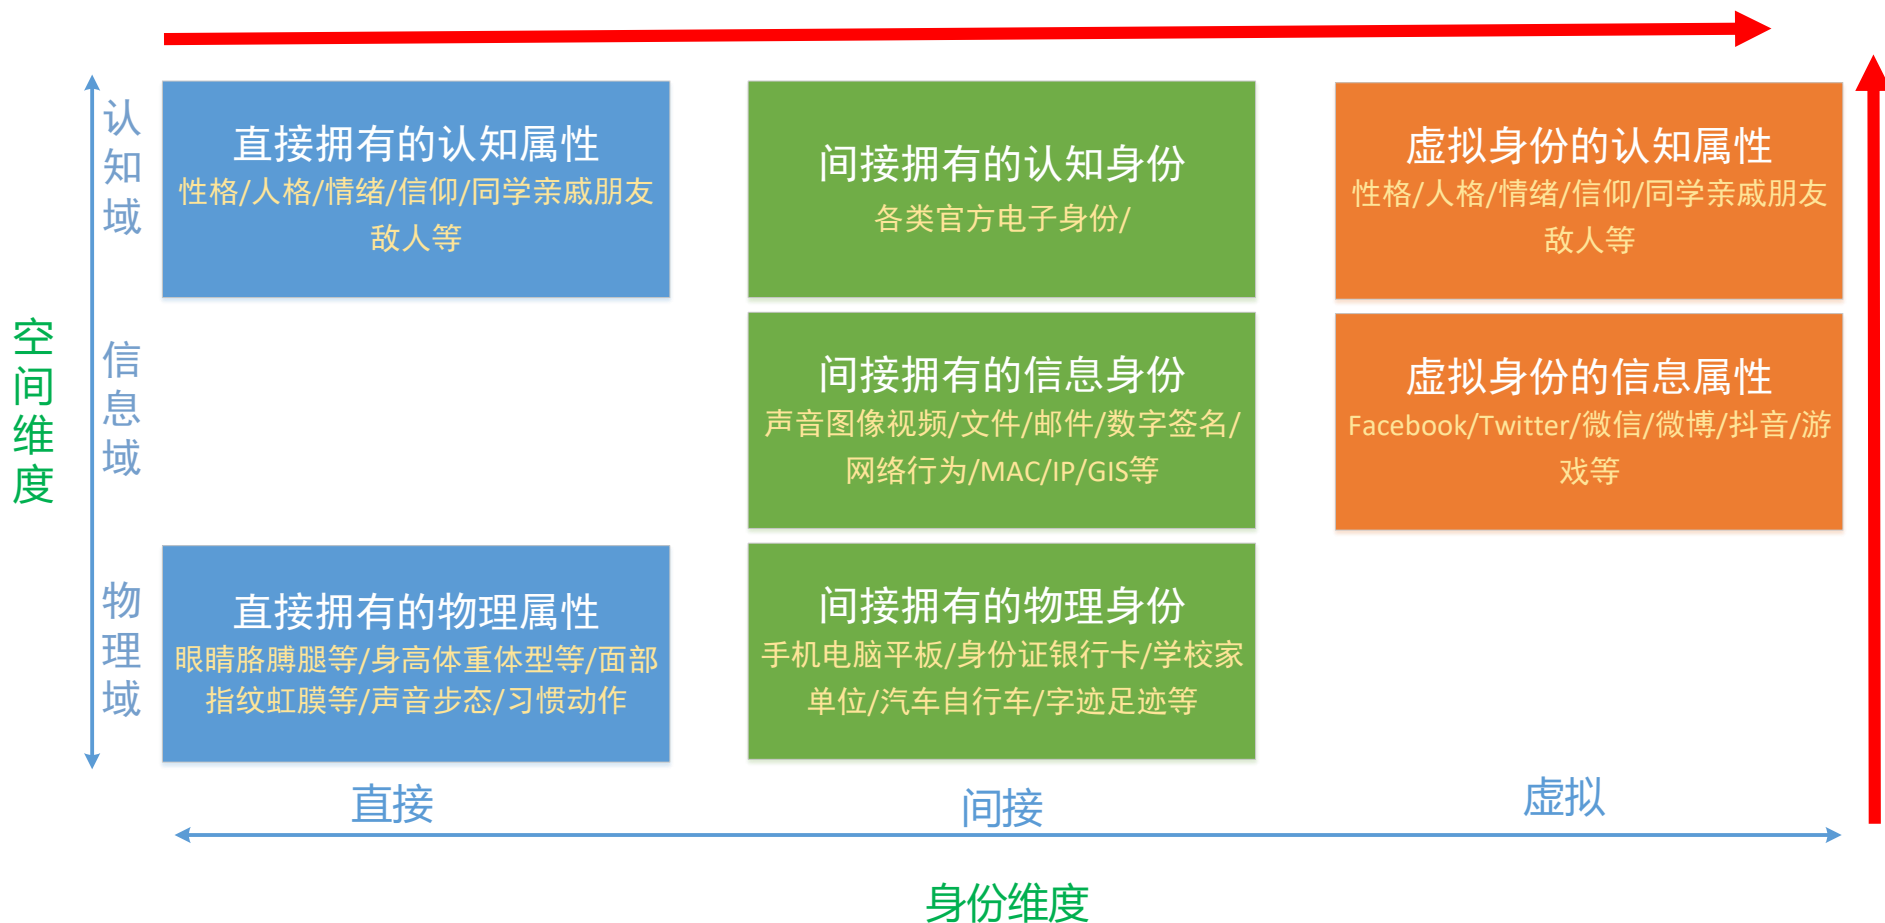 空间维度
认知域
信息域
物理域
直接拥有的认知属性
性格/人格/情绪/信仰/同学亲戚朋友
敌人等
间接拥有的认知身份
各类官方电子身份/
虚拟身份的认知属性
性格/人格/情绪/信仰/同学亲戚朋友
敌人等
间接拥有的信息身份
声音图像视频/文件/邮件/数字签名/
网络行为/MAC/IP/GIS等
虚拟身份的信息属性
Facebook/Twitter/微信/微博/抖音/游
戏等
直接拥有的物理属性
眼睛胳膊腿等/身高体重体型等/面部
指纹虹膜等/声音步态/习惯动作
间接拥有的物理身份
手机电脑平板/身份证银行卡/学校家
单位/汽车自行车/字迹足迹等
直接
间接
虚拟
身份维度